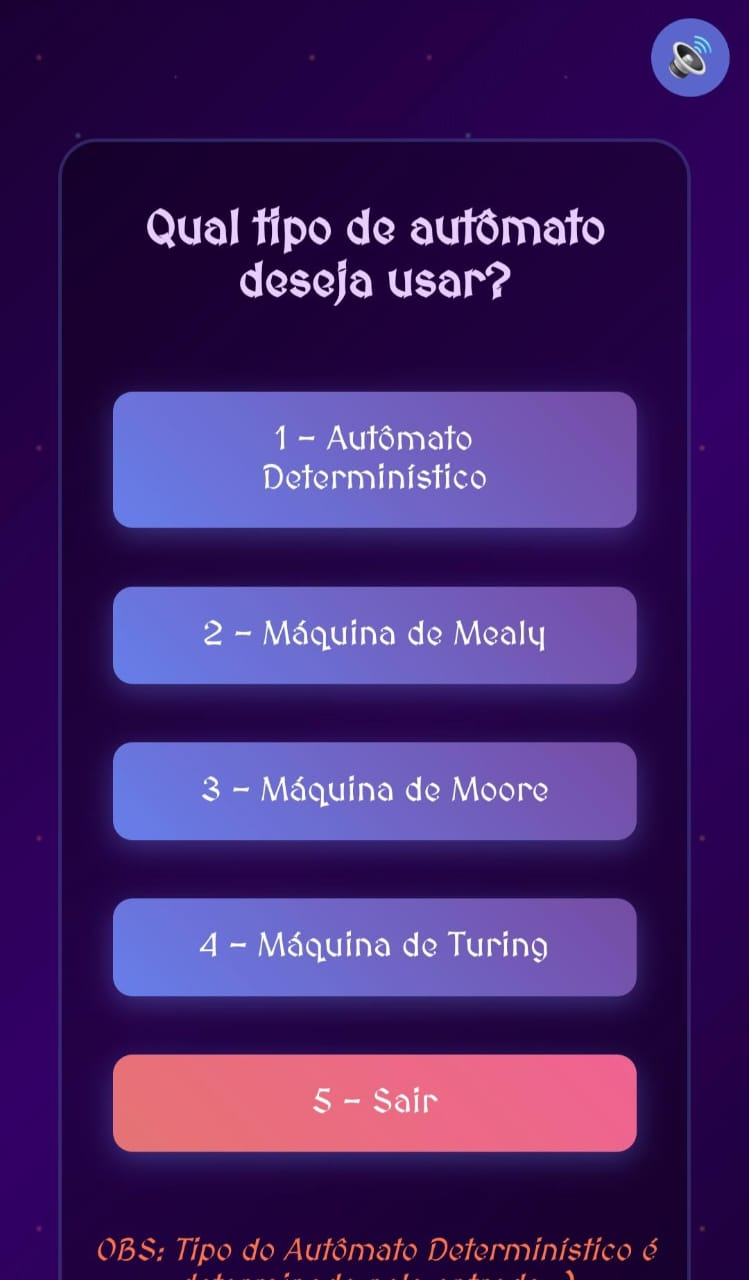 Qual tipo de autômato
deseja usar?
1 - Autômato
Determinístico
2 - Máquina de Mealy
3 - Máquina de Moore
4 - Máquina de Turing
5 - Sair
OBS: Tipo do Autômato Determinístico é